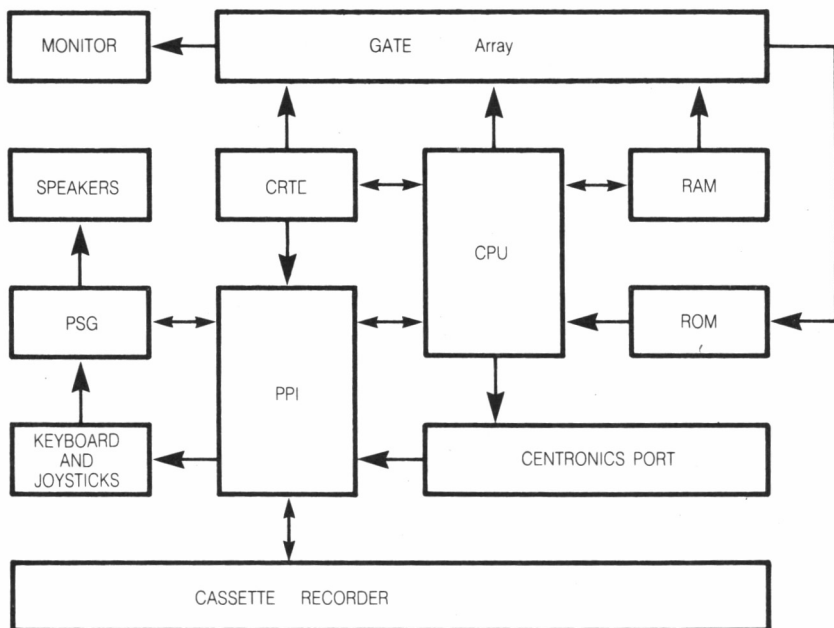 MONITOR
GATE Array
SPEAKERS
CRTC
CPU
RAM
PSG
PPI
ROM
KEYBOARD
AND
JOYSTICKS
CENTRONICS PORT
CASSETTE RECORDER